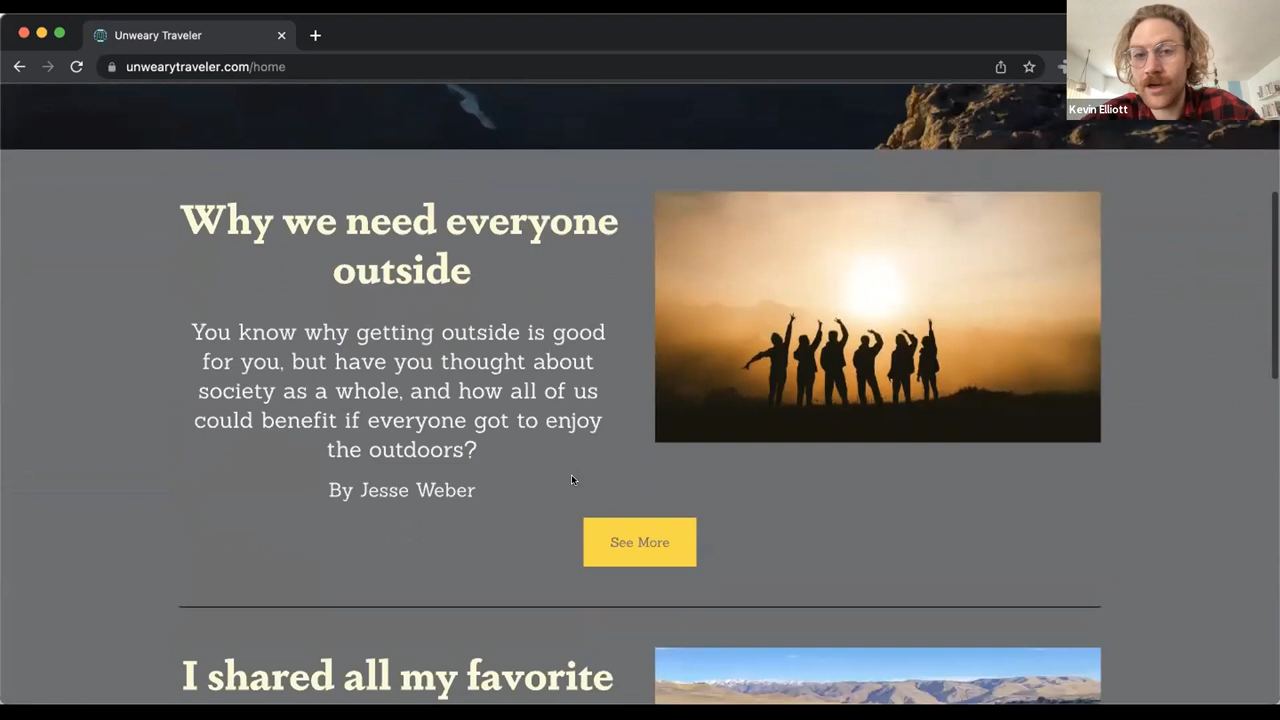 Unweary Traveler
unwearytraveler.com/home
Kevin Elliott
Why we need everyone
outside
You know why getting outside is good
for you, but have you thought about
society as a whole, and how all of us
could benefit if everyone got to enjoy
the outdoors?
By Jesse Weber
See More
I shared all my favorite